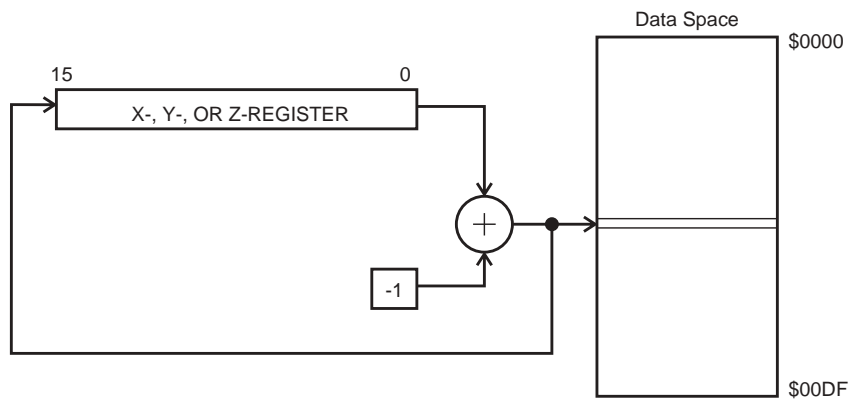 Data Space
$0000
15 0
X-, Y-, OR Z-REGISTER
+
-1
$00DF